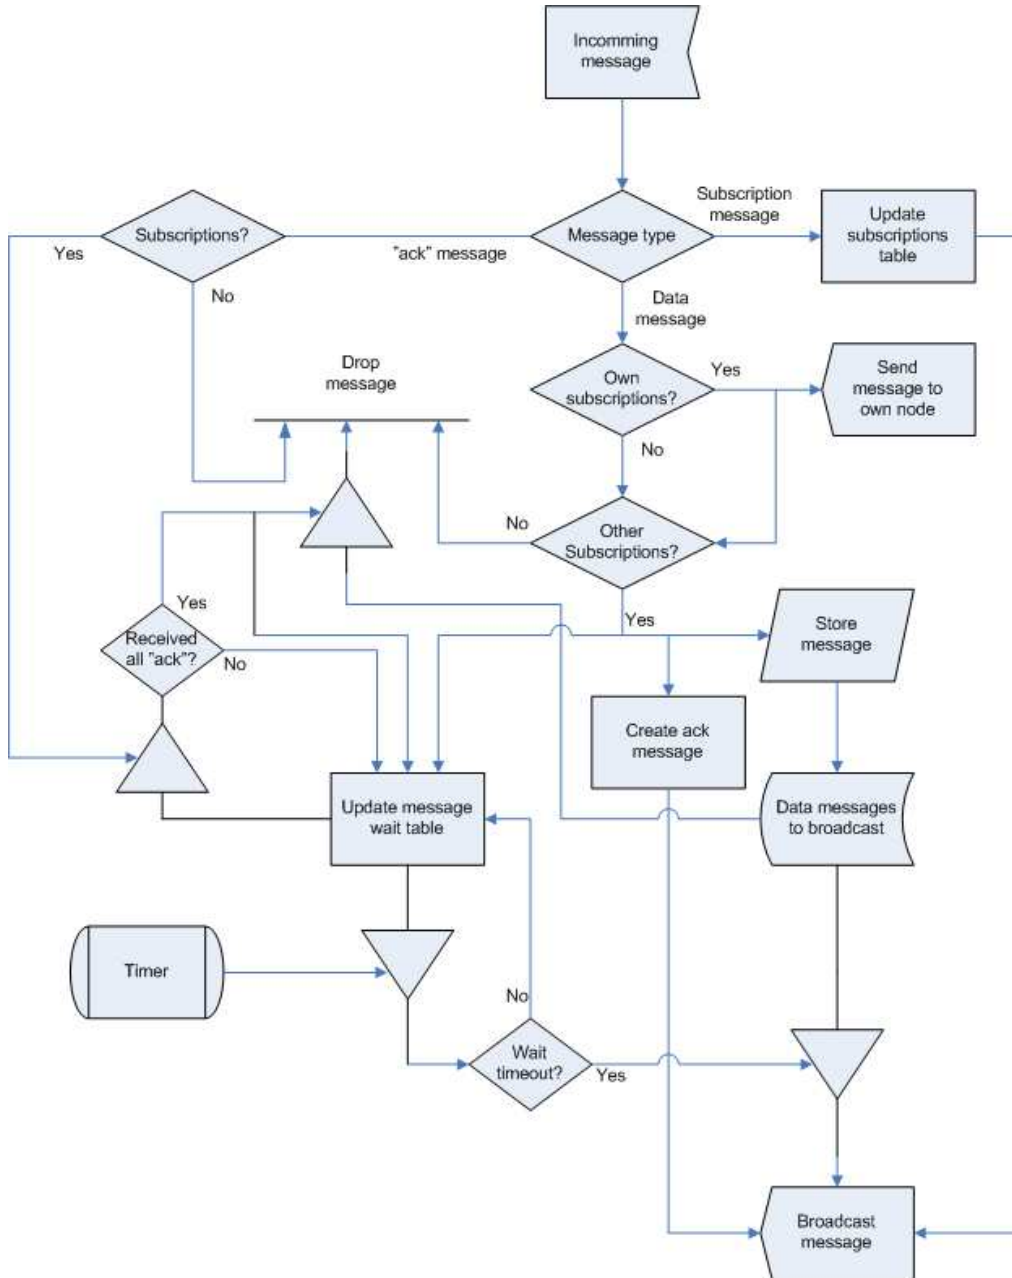 Incomming
message
Subscription
message
Update
subscriptions
table
Message type
Subscriptions?
Yes
"ack" message
No
Data
message
Drop
message
Own
subscriptions?
Yes
Send
message to
own node
No
No
Other
Subscriptions?
Yes
Yes
Store
message
Received
all "ack"?
No
Create ack
message
Update message
wait table
Data messages
to broadcast
Timer
No
Wait
timeout?
Yes
Broadcast
message